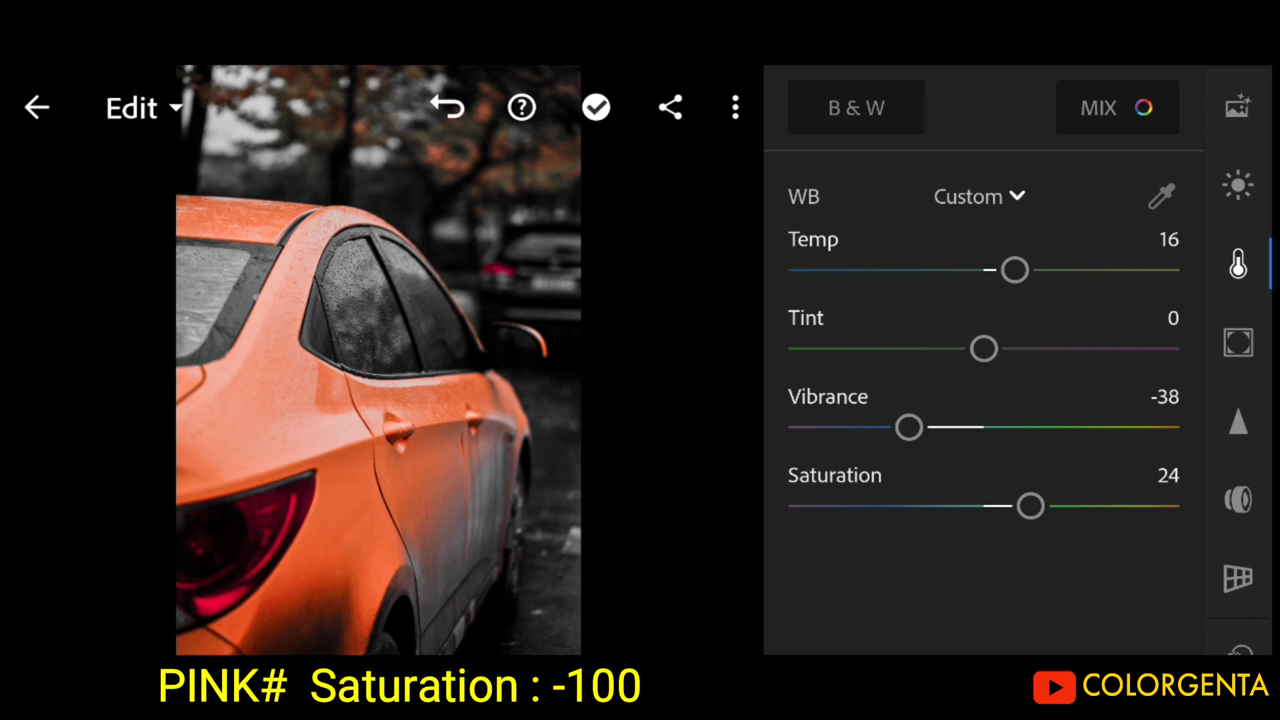 Edit
B & W
MIX
WB
Custom
Temp
16
Tint
0
Vibrance
-38
Saturation
24
PINK# Saturation : -100
COLORGENTA